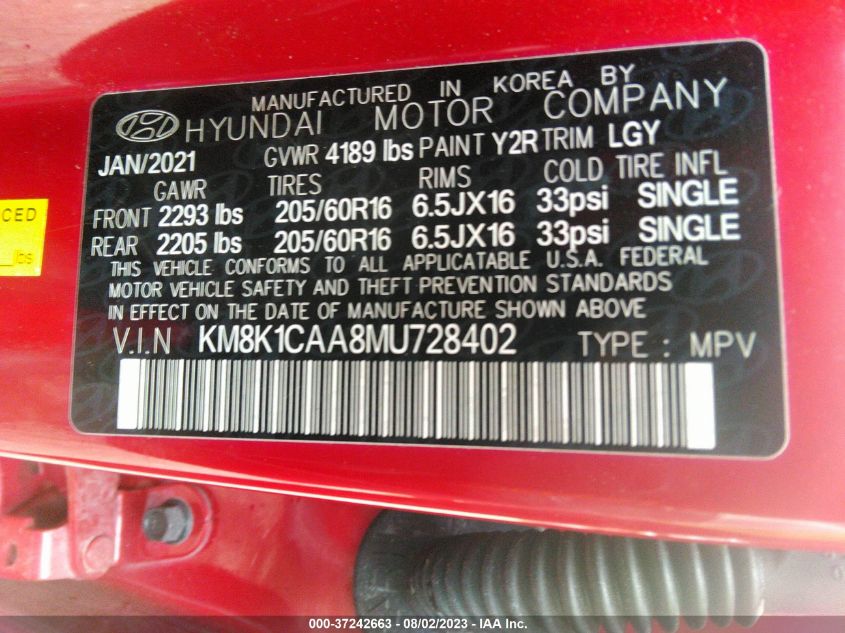 MANUFACTURED IN KOREA BY
HYUNDAI MOTOR COMPANY
JAN/2021 GVWR 4189 lbs PAINT Y2R TRIM LGY
GAWR TIRES RIMS COLD TIRE INFL
FRONT 2293 lbs 205/60R16 6.5JX16 33psi SINGLE
REAR 2205 lbs 205/60R16 6.5JX16 33psi SINGLE
THIS VEHICLE CONFORMS TO ALL APPLICATABLE U.S.A. FEDERAL
MOTOR VEHICLE SAFETY AND THEFT PREVENTION STANDARDS
IN EFFECT ON THE DATE OF MANUFACTURE SHOWN ABOVE
V.I.N KM8K1CAA8MU728402 TYPE : MPV
CED
lbs
000-37242663 - 08/02/2023 - IAA Inc.